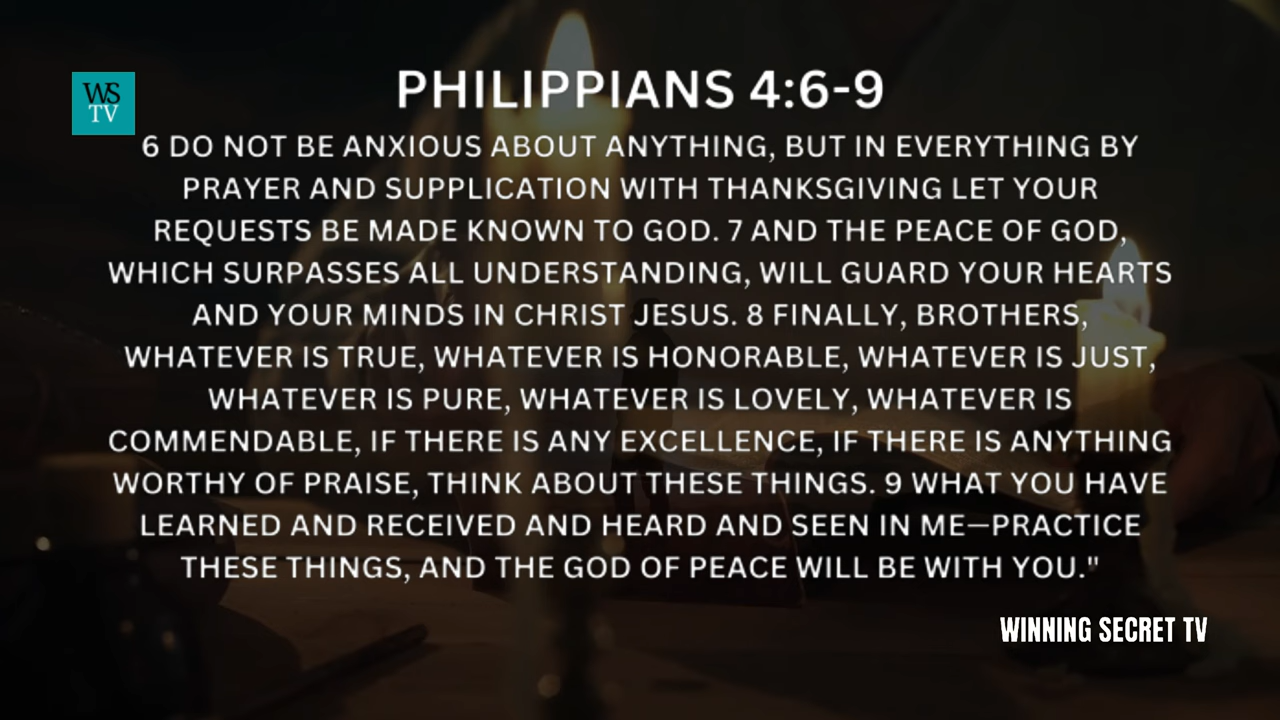 WS
TV
PHILIPPIANS 4:6-9
6 DO NOT BE ANXIOUS ABOUT ANYTHING, BUT IN EVERYTHING BY
PRAYER AND SUPPLICATION WITH THANKSGIVING LET YOUR
REQUESTS BE MADE KNOWN TO GOD. 7 AND THE PEACE OF GOD,
WHICH SURPASSES ALL UNDERSTANDING, WILL GUARD YOUR HEARTS
AND YOUR MINDS IN CHRIST JESUS. 8 FINALLY, BROTHERS,
WHATEVER IS TRUE, WHATEVER IS HONORABLE, WHATEVER IS JUST,
WHATEVER IS PURE, WHATEVER IS LOVELY, WHATEVER IS
COMMENDABLE, IF THERE IS ANY EXCELLENCE, IF THERE IS ANYTHING
WORTHY OF PRAISE, THINK ABOUT THESE THINGS. 9 WHAT YOU HAVE
LEARNED AND RECEIVED AND HEARD AND SEEN IN ME—PRACTICE
THESE THINGS, AND THE GOD OF PEACE WILL BE WITH YOU."
WINNING SECRET TV